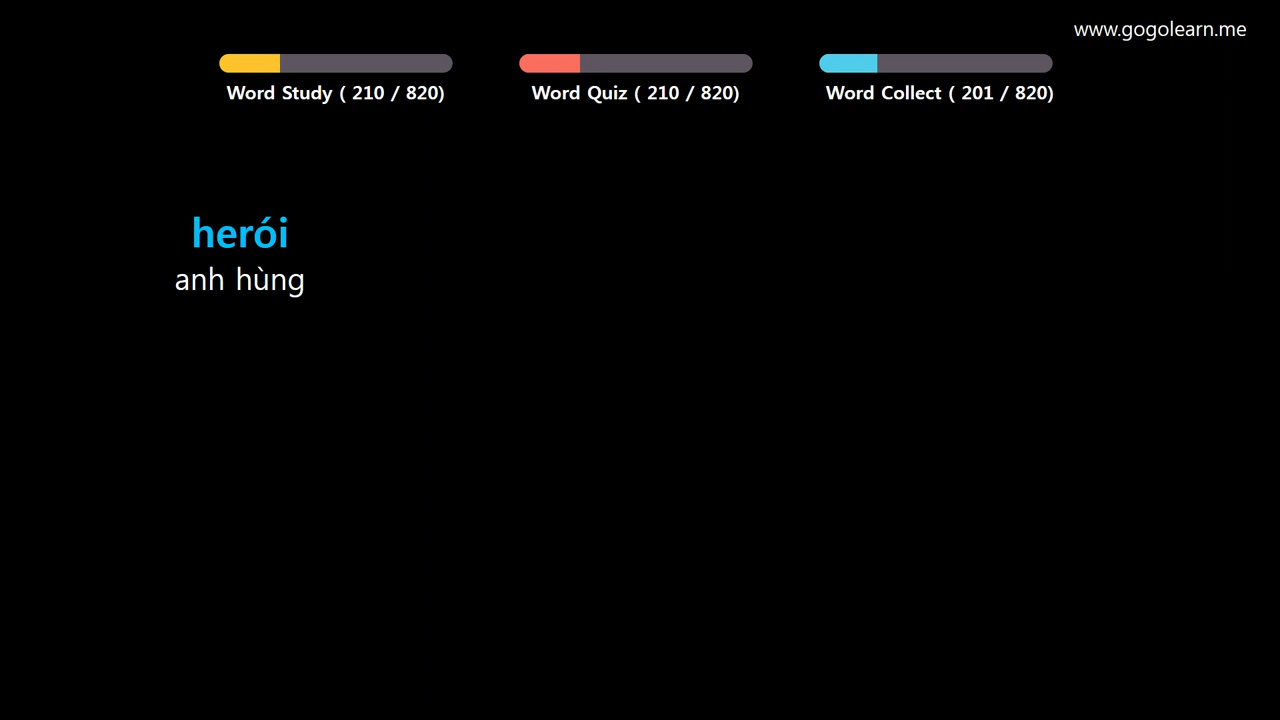 www.gogolearn.me
Word Study ( 210 / 820)
Word Quiz ( 210 / 820)
Word Collect ( 201 / 820)
herói
anh hùng